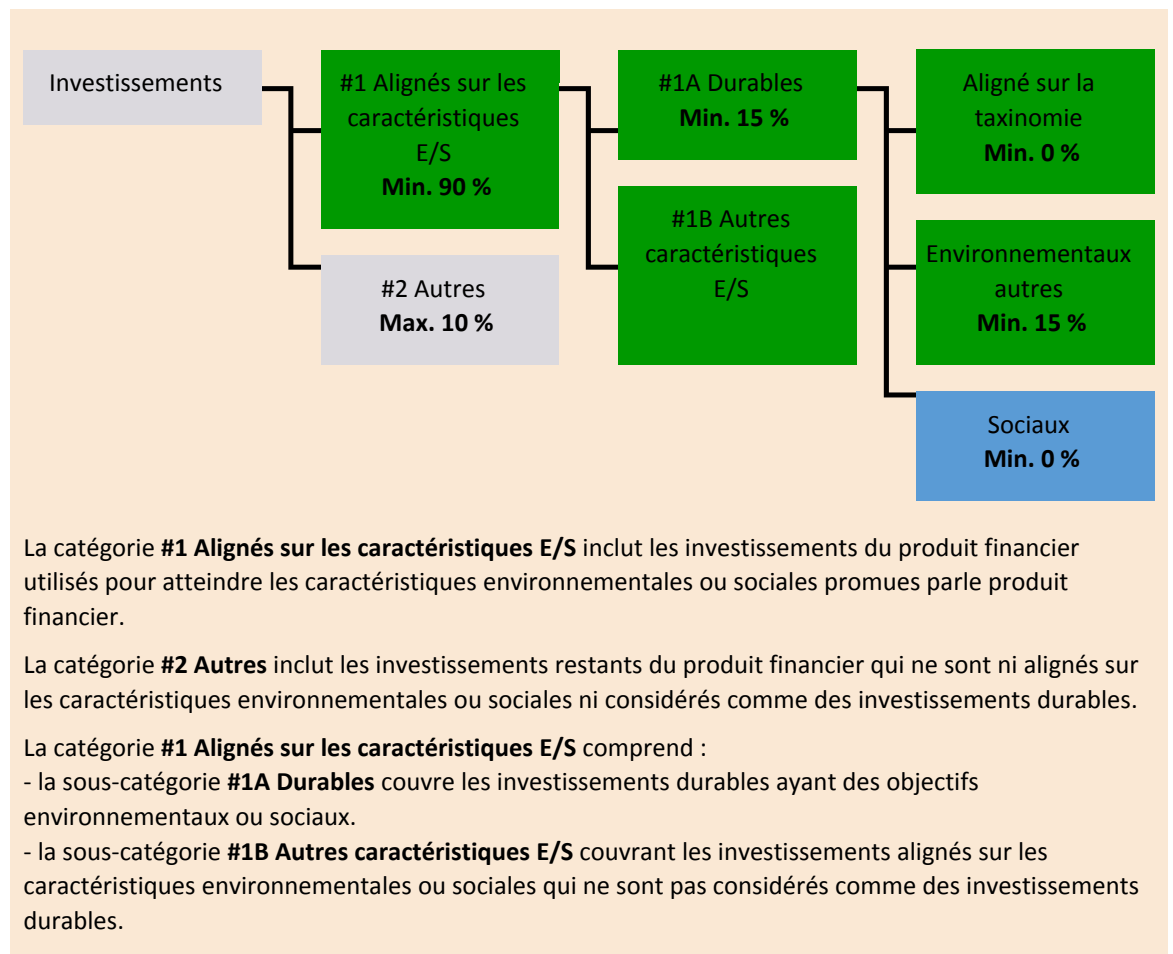 Investissements
#1 Alignés sur les
caractéristiques
E/S
Min. 90 %
#2 Autres
Max. 10 %
#1A Durables
Min. 15 %
#1B Autres
caractéristiques
E/S
Aligné sur la
taxinomie
Min. 0 %
Environnementaux
autres
Min. 15 %
Sociaux
Min. 0 %
La catégorie #1 Alignés sur les caractéristiques E/S inclut les investissements du produit financier
utilisés pour atteindre les caractéristiques environnementales ou sociales promues parle produit
financier.
La catégorie #2 Autres inclut les investissements restants du produit financier qui ne sont ni alignés sur
les caractéristiques environnementales ou sociales ni considérés comme des investissements durables.
La catégorie #1 Alignés sur les caractéristiques E/S comprend :
- la sous-catégorie #1A Durables couvre les investissements durables ayant des objectifs
environnementaux ou sociaux.
- la sous-catégorie #1B Autres caractéristiques E/S couvrant les investissements alignés sur les
caractéristiques environnementales ou sociales qui ne sont pas considérés comme des investissements
durables.